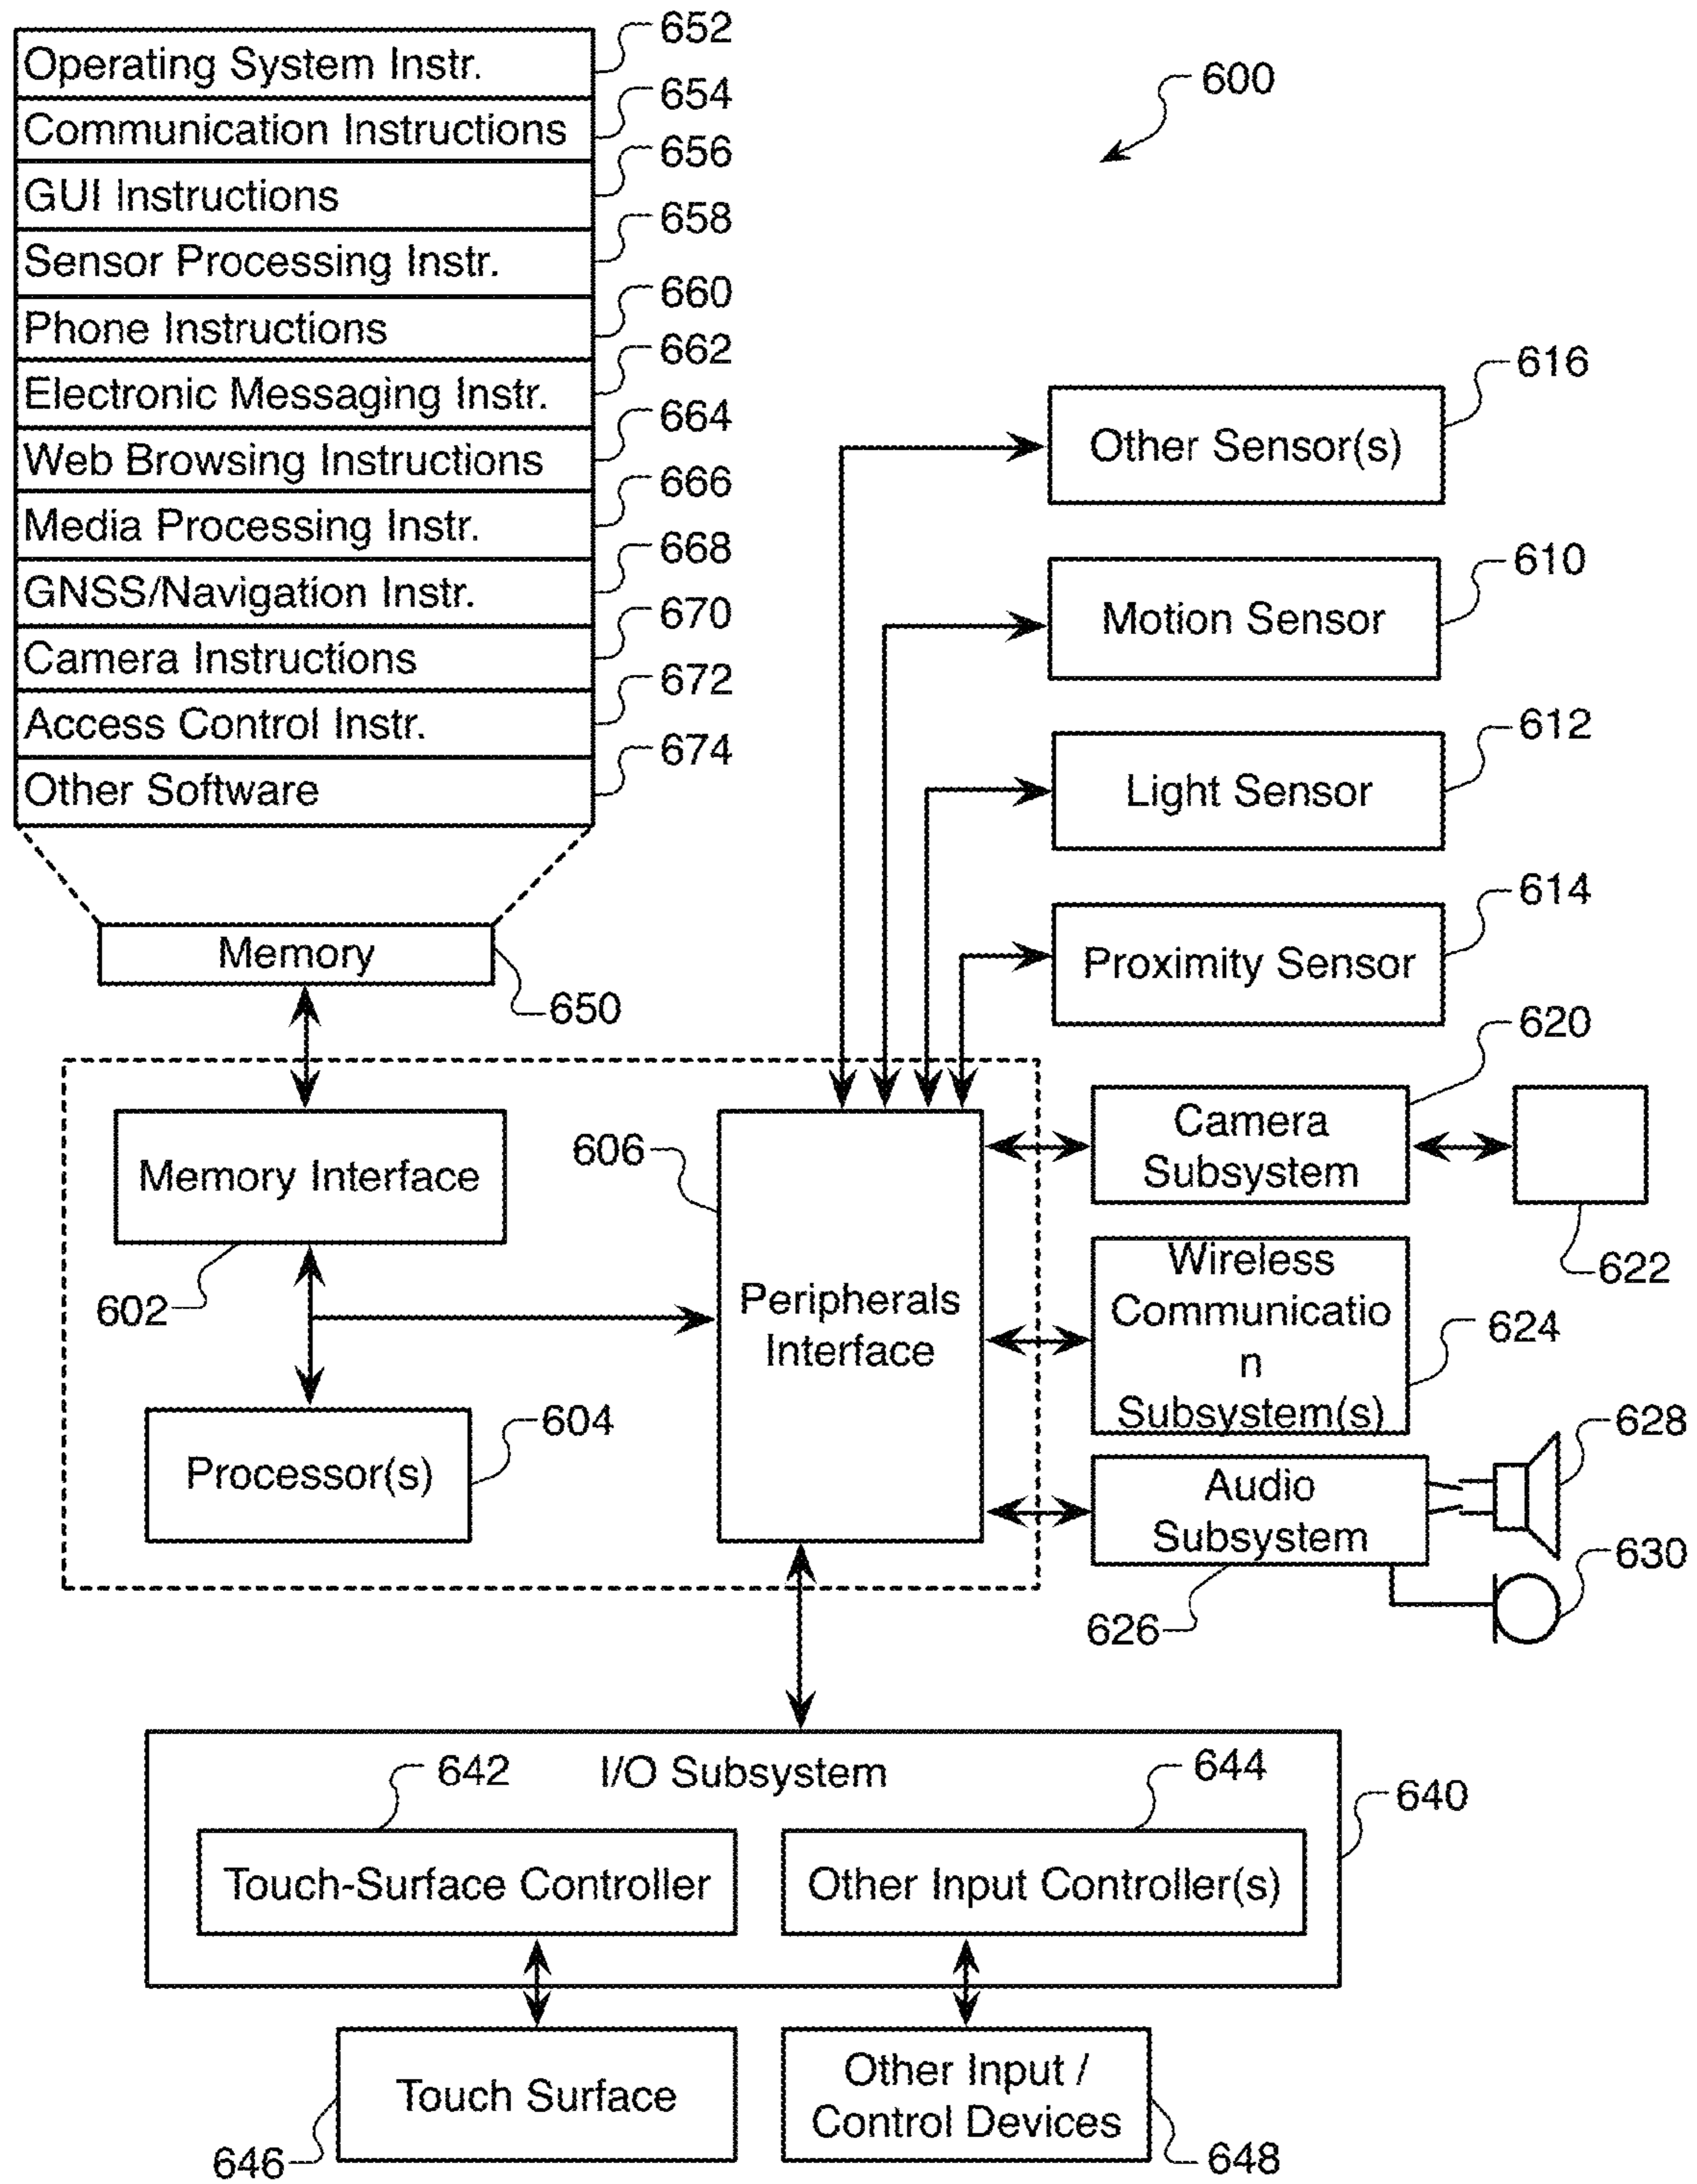 652
Operating System Instr.
654
Communication Instructions
656
GUI Instructions
658
Sensor Processing Instr.
660
Phone Instructions
662
Electronic Messaging Instr.
664
Web Browsing Instructions
666
Media Processing Instr.
668
GNSS/Navigation Instr.
670
Camera Instructions
672
Access Control Instr.
674
Other Software
Memory
650
600
616
Other Sensor(s)
610
Motion Sensor
612
Light Sensor
614
Proximity Sensor
620
Camera
Subsystem
622
Memory Interface
602
606
Peripherals
Interface
Processor(s)
604
Wireless
Communicatio
n
Subsystem(s)
624
Audio
Subsystem
626
628
630
I/O Subsystem
640
642
Touch-Surface Controller
644
Other Input Controller(s)
Touch Surface
646
Other Input /
Control Devices
648